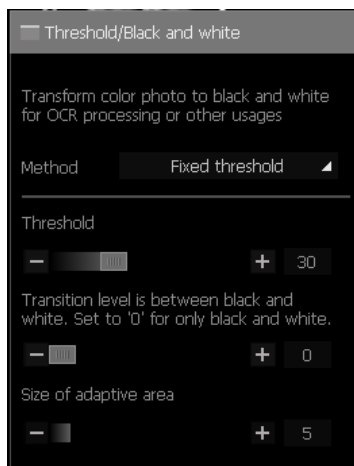 Threshold/Black and white
Transform color photo to black and white
for OCR processing or other usages
Method Fixed threshold
Threshold
30
Transition level is between black and
white. Set to '0' for only black and white.
0
Size of adaptive area
5